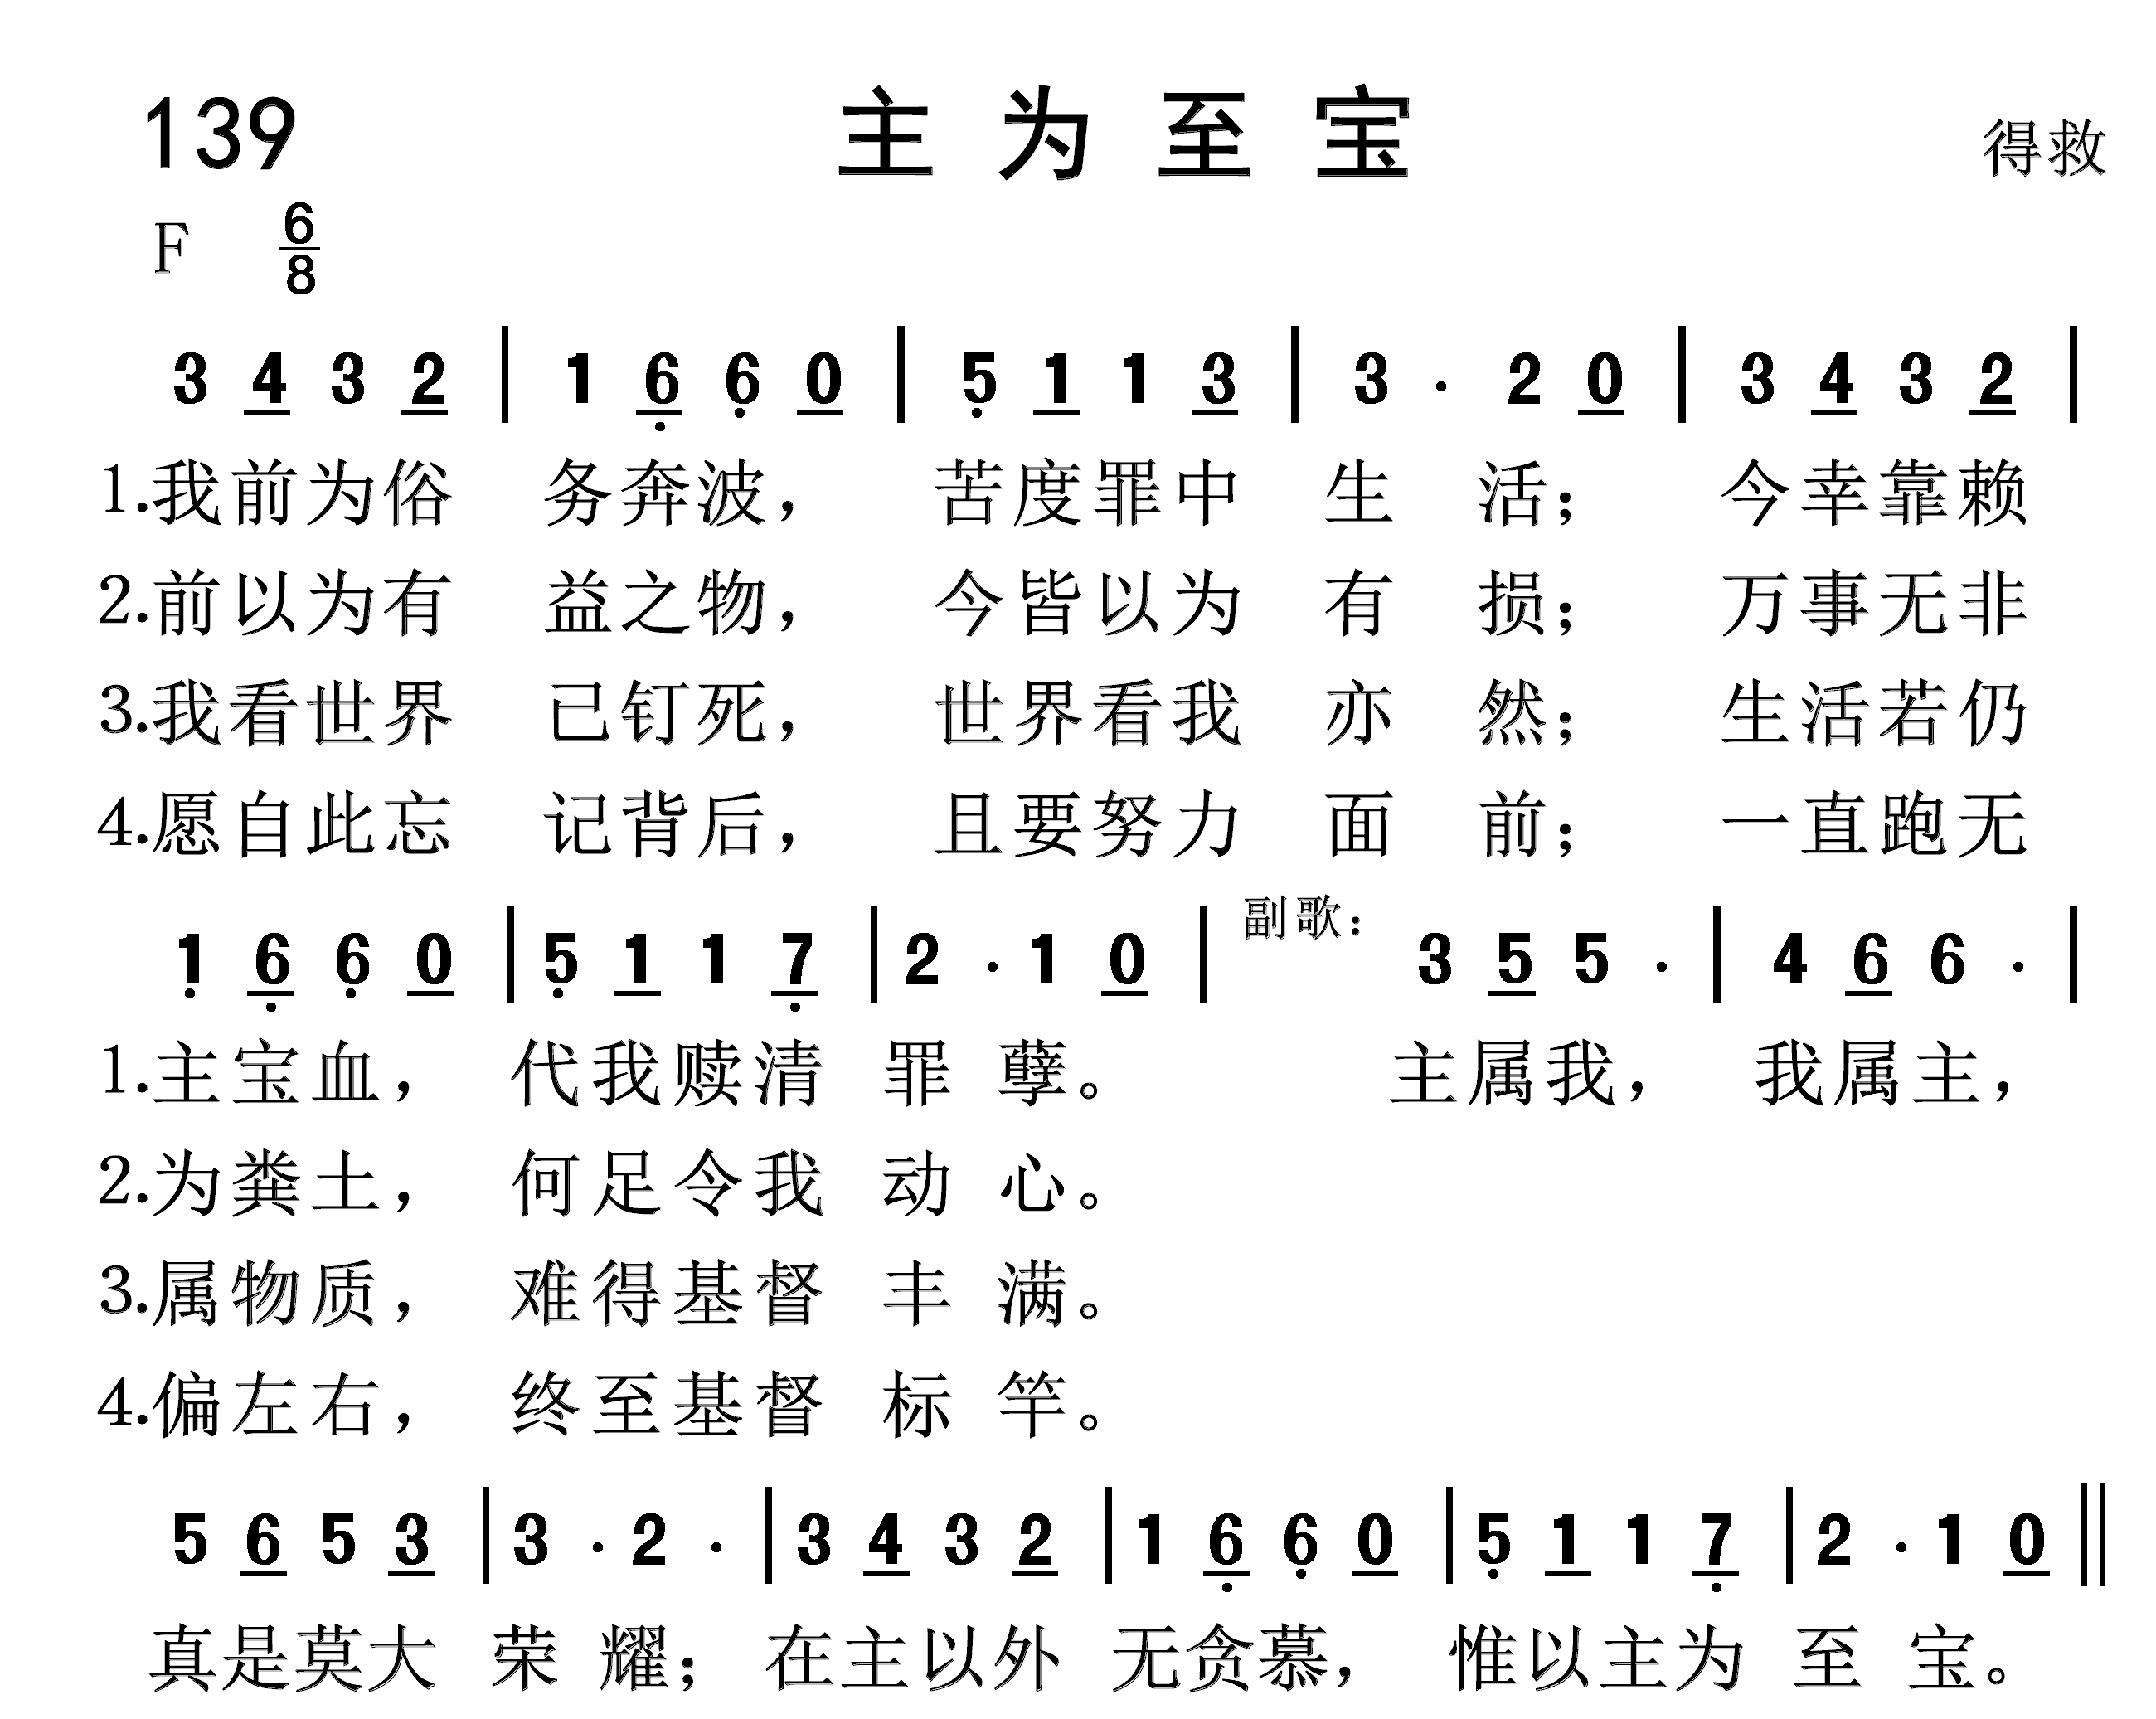 139 主为至宝 得救
F 6/8
3 4 3 2 | 1 6 6 0 | 5 1 1 3 | 3 · 2 0 | 3 4 3 2 |
1.我前为俗 务奔波， 苦度罪中 生 活； 今幸靠赖
2.前以为有 益之物， 今皆以为 有 损； 万事无非
3.我看世界 已钉死， 世界看我 亦 然； 生活若仍
4.愿自此忘 记背后， 且要努力 面 前； 一直跑无
1 6 6 0 | 5 1 1 7 | 2 · 1 0 | 副歌： 3 5 5 · | 4 6 6 · |
1.主宝血， 代我赎清 罪 孽。 主属我， 我属主，
2.为粪土， 何足令我 动 心。
3.属物质， 难得基督 丰 满。
4.偏左右， 终至基督 标 竿。
5 6 5 3 | 3 · 2 · | 3 4 3 2 | 1 6 6 0 | 5 1 1 7 | 2 · 1 0 ||
真是莫大 荣 耀； 在主以外 无贪慕， 惟以主为 至 宝。